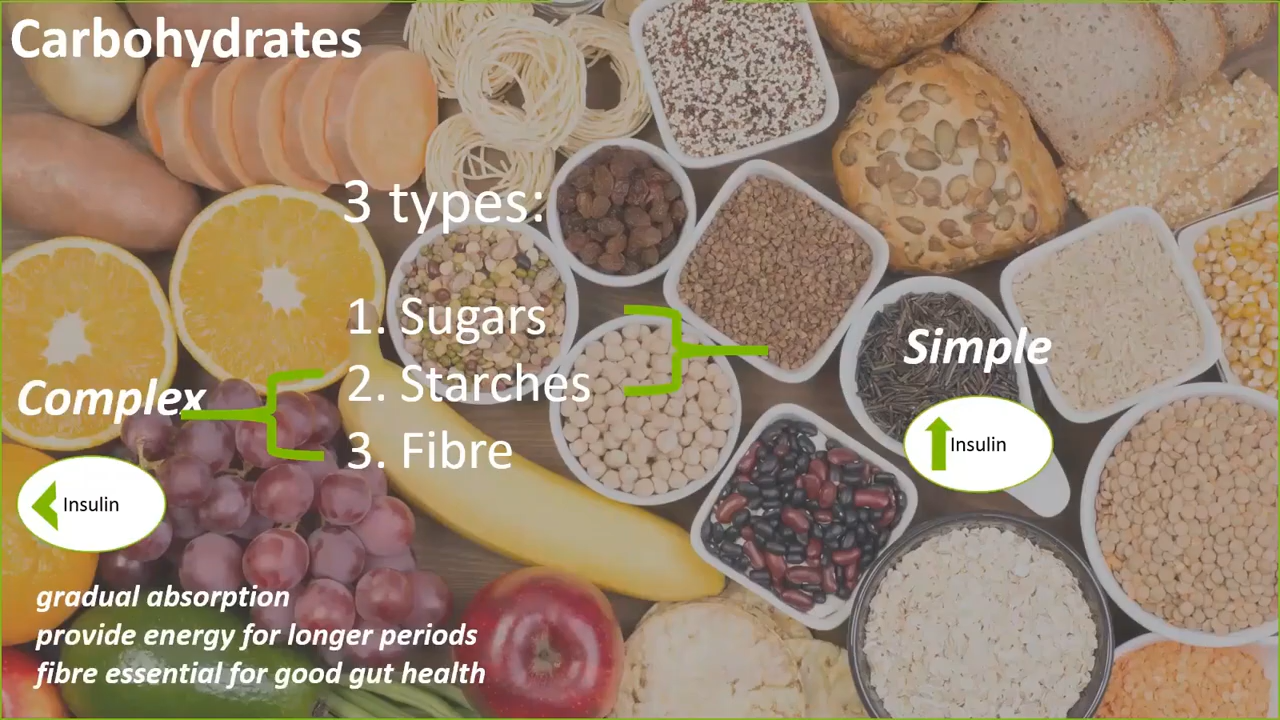 Carbohydrates
3 types:
1. Sugars
2. Starches
3. Fibre
Simple
Insulin
Complex
Insulin
gradual absorption
provide energy for longer periods
fibre essential for good gut health